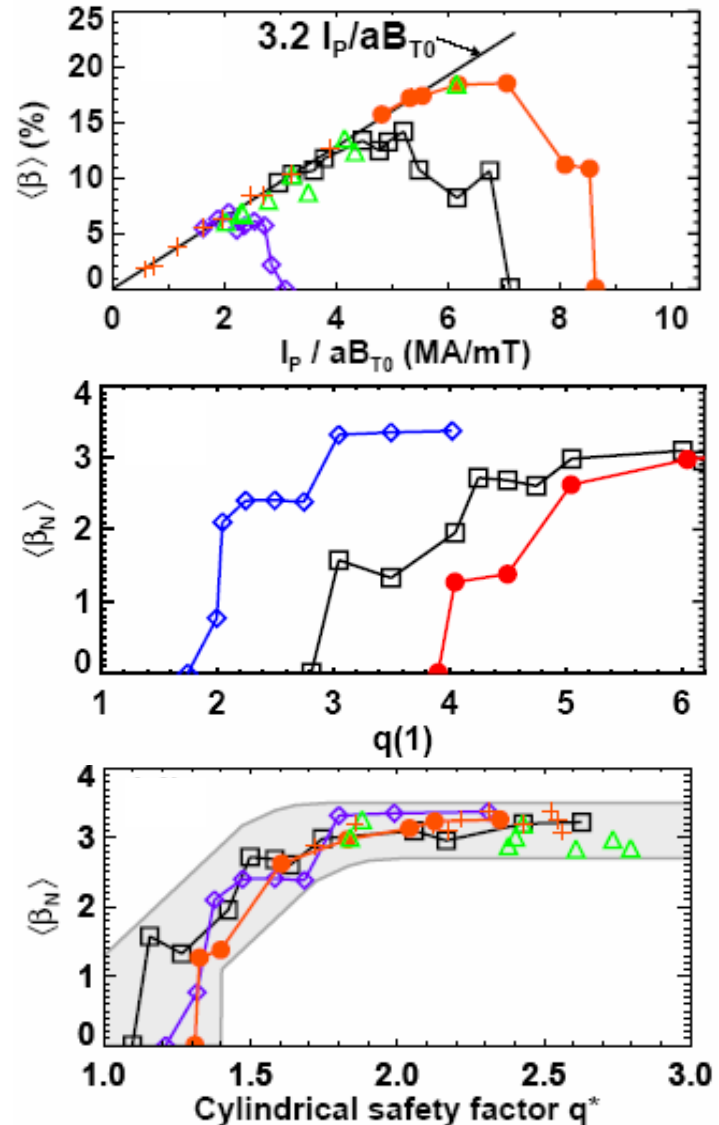 25
20
15
10
5
0
⟨β⟩ (%)
3.2 I_P/aB_T0
0 2 4 6 8 10
I_P / aB_T0 (MA/mT)
4
3
2
1
0
⟨β_N⟩
1 2 3 4 5 6
q(1)
4
3
2
1
0
⟨β_N⟩
1.0 1.5 2.0 2.5 3.0
Cylindrical safety factor q*